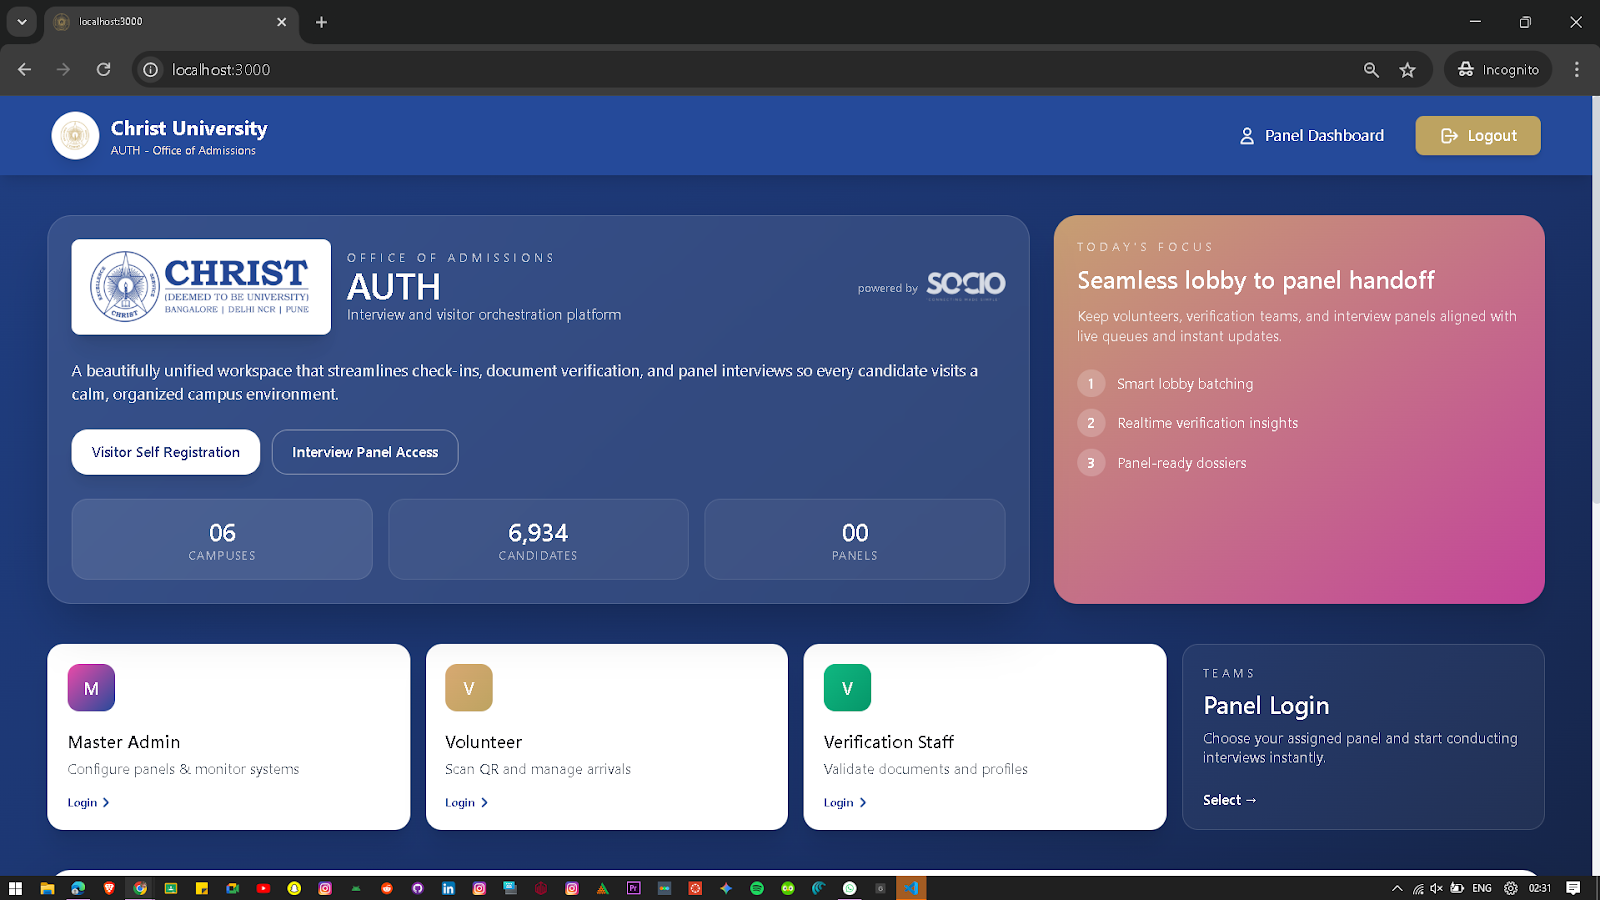 localhost:3000
localhost:3000
Incognito
Christ University
AUTH - Office of Admissions
Panel Dashboard
Logout
CHRIST
(DEEMED TO BE UNIVERSITY)
BANGALORE | DELHI NCR | PUNE
OFFICE OF ADMISSIONS
AUTH
Interview and visitor orchestration platform
powered by
SOCIO
A beautifully unified workspace that streamlines check-ins, document verification, and panel interviews so every candidate visits a
calm, organized campus environment.
Visitor Self Registration
Interview Panel Access
06
CAMPUSES
6,934
CANDIDATES
00
PANELS
TODAY'S FOCUS
Seamless lobby to panel handoff
Keep volunteers, verification teams, and interview panels aligned with
live queues and instant updates.
1 Smart lobby batching
2 Realtime verification insights
3 Panel-ready dossiers
M
Master Admin
Configure panels & monitor systems
Login
V
Volunteer
Scan QR and manage arrivals
Login
V
Verification Staff
Validate documents and profiles
Login
TEAMS
Panel Login
Choose your assigned panel and start conducting
interviews instantly.
Select →
ENG
02:31